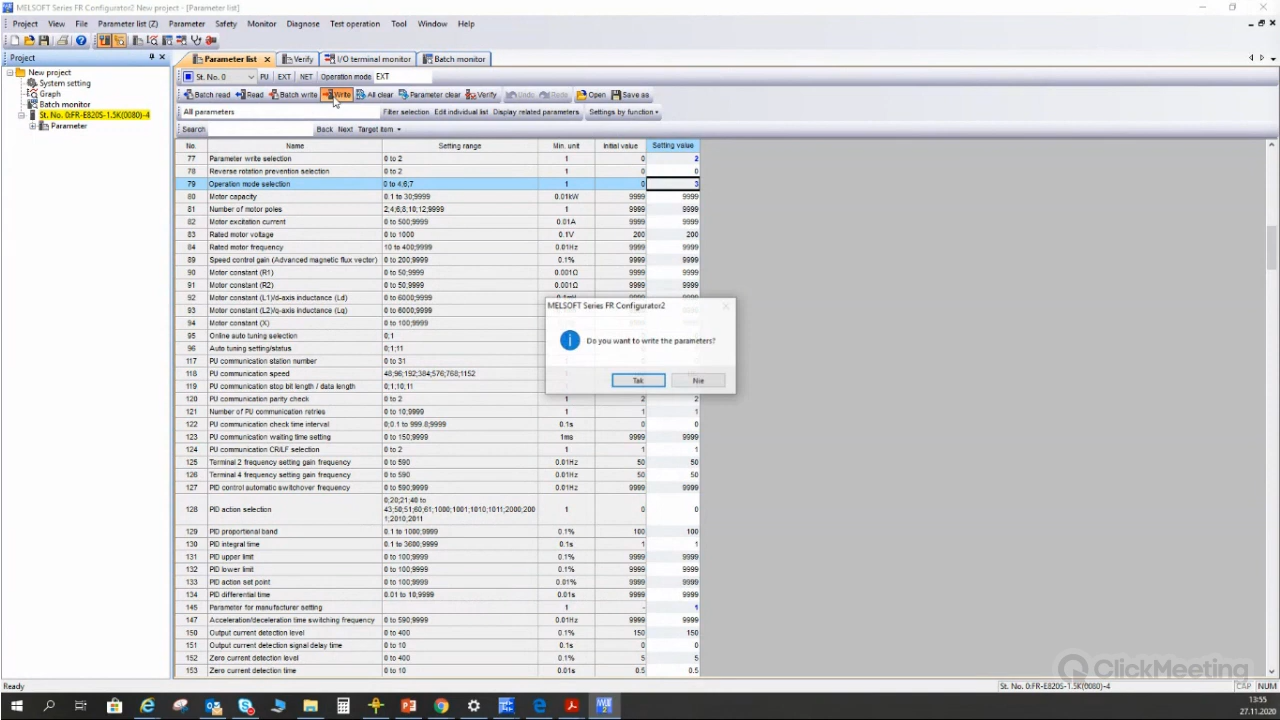 MELSOFT Series FR Configurator2 New project - [Parameter list]
Project View File Parameter list (Z) Parameter Safety Monitor Diagnose Test operation Tool Window Help
Project
Parameter list Verify I/O terminal monitor Batch monitor
New project
System setting
Graph
Batch monitor
St. No. 0:FR-E820S-1.5K(0080)-4
Parameter
St. No. 0 PU EXT NET Operation mode EXT
Batch read Read Batch write Write All clear Parameter clear Verify Undo Redo Open Save as
All parameters Filter selection Edit individual list Display related parameters Settings by function
Search Back Next Target item
No. Name Setting range Min. unit Initial value Setting value
77 Parameter write selection 0 to 2 1 0 2
78 Reverse rotation prevention selection 0 to 2 1 0 0
79 Operation mode selection 0 to 4;6;7 1 0 3
80 Motor capacity 0.1 to 30;9999 0.01kW 9999 9999
81 Number of motor poles 2;4;6;8;10;12;9999 1 9999 9999
82 Motor excitation current 0 to 500;9999 0.01A 9999 9999
83 Rated motor voltage 0 to 1000 0.1V 200 200
84 Rated motor frequency 10 to 400;9999 0.01Hz 9999 9999
89 Speed control gain (Advanced magnetic flux vector) 0 to 200;9999 0.1% 9999 9999
90 Motor constant (R1) 0 to 50;9999 0.001Ω 9999 9999
91 Motor constant (R2) 0 to 50;9999 0.001Ω 9999 9999
92 Motor constant (L1)/d-axis inductance (Ld) 0 to 6000;9999 0.1mH 9999
93 Motor constant (L2)/q-axis inductance (Lq) 0 to 6000;9999
94 Motor constant (X) 0 to 100;9999
95 Online auto tuning selection 0;1
96 Auto tuning setting/status 0;1;11
117 PU communication station number 0 to 31
118 PU communication speed 48;96;192;384;576;768;1152
119 PU communication stop bit length / data length 0;1;10;11
120 PU communication parity check 0 to 2 1 2 2
121 Number of PU communication retries 0 to 10;9999 1 1 1
122 PU communication check time interval 0;0.1 to 999.8;9999 0.1s 0 0
123 PU communication waiting time setting 0 to 150;9999 1ms 9999 9999
124 PU communication CR/LF selection 0 to 2 1 1 1
125 Terminal 2 frequency setting gain frequency 0 to 590 0.01Hz 50 50
126 Terminal 4 frequency setting gain frequency 0 to 590 0.01Hz 50 50
127 PID control automatic switchover frequency 0 to 590;9999 0.01Hz 9999 9999
128 PID action selection 0;20;21;40 to 43;50;51;60;61;1000;1001;1010;1011;2000;200 1;2010;2011 1 0 0
129 PID proportional band 0.1 to 1000;9999 0.1% 100 100
130 PID integral time 0.1 to 3600;9999 0.1s 1 1
131 PID upper limit 0 to 100;9999 0.1% 9999 9999
132 PID lower limit 0 to 100;9999 0.1% 9999 9999
133 PID action set point 0 to 100;9999 0.01% 9999 9999
134 PID differential time 0.01 to 10;9999 0.01s 9999 9999
145 Parameter for manufacturer setting 1 - 1
147 Acceleration/deceleration time switching frequency 0 to 590;9999 0.01Hz 9999 9999
150 Output current detection level 0 to 400 0.1% 150 150
151 Output current detection signal delay time 0 to 10 0.1s 0 0
152 Zero current detection level 0 to 400 0.1% 5 5
153 Zero current detection time 0 to 10 0.01s 0.5 0.5
MELSOFT Series FR Configurator2
Do you want to write the parameters?
Tak Nie
ClickMeeting
Ready St. No. 0:FR-E820S-1.5K(0080)-4 CAP NUM
13:55
27.11.2020